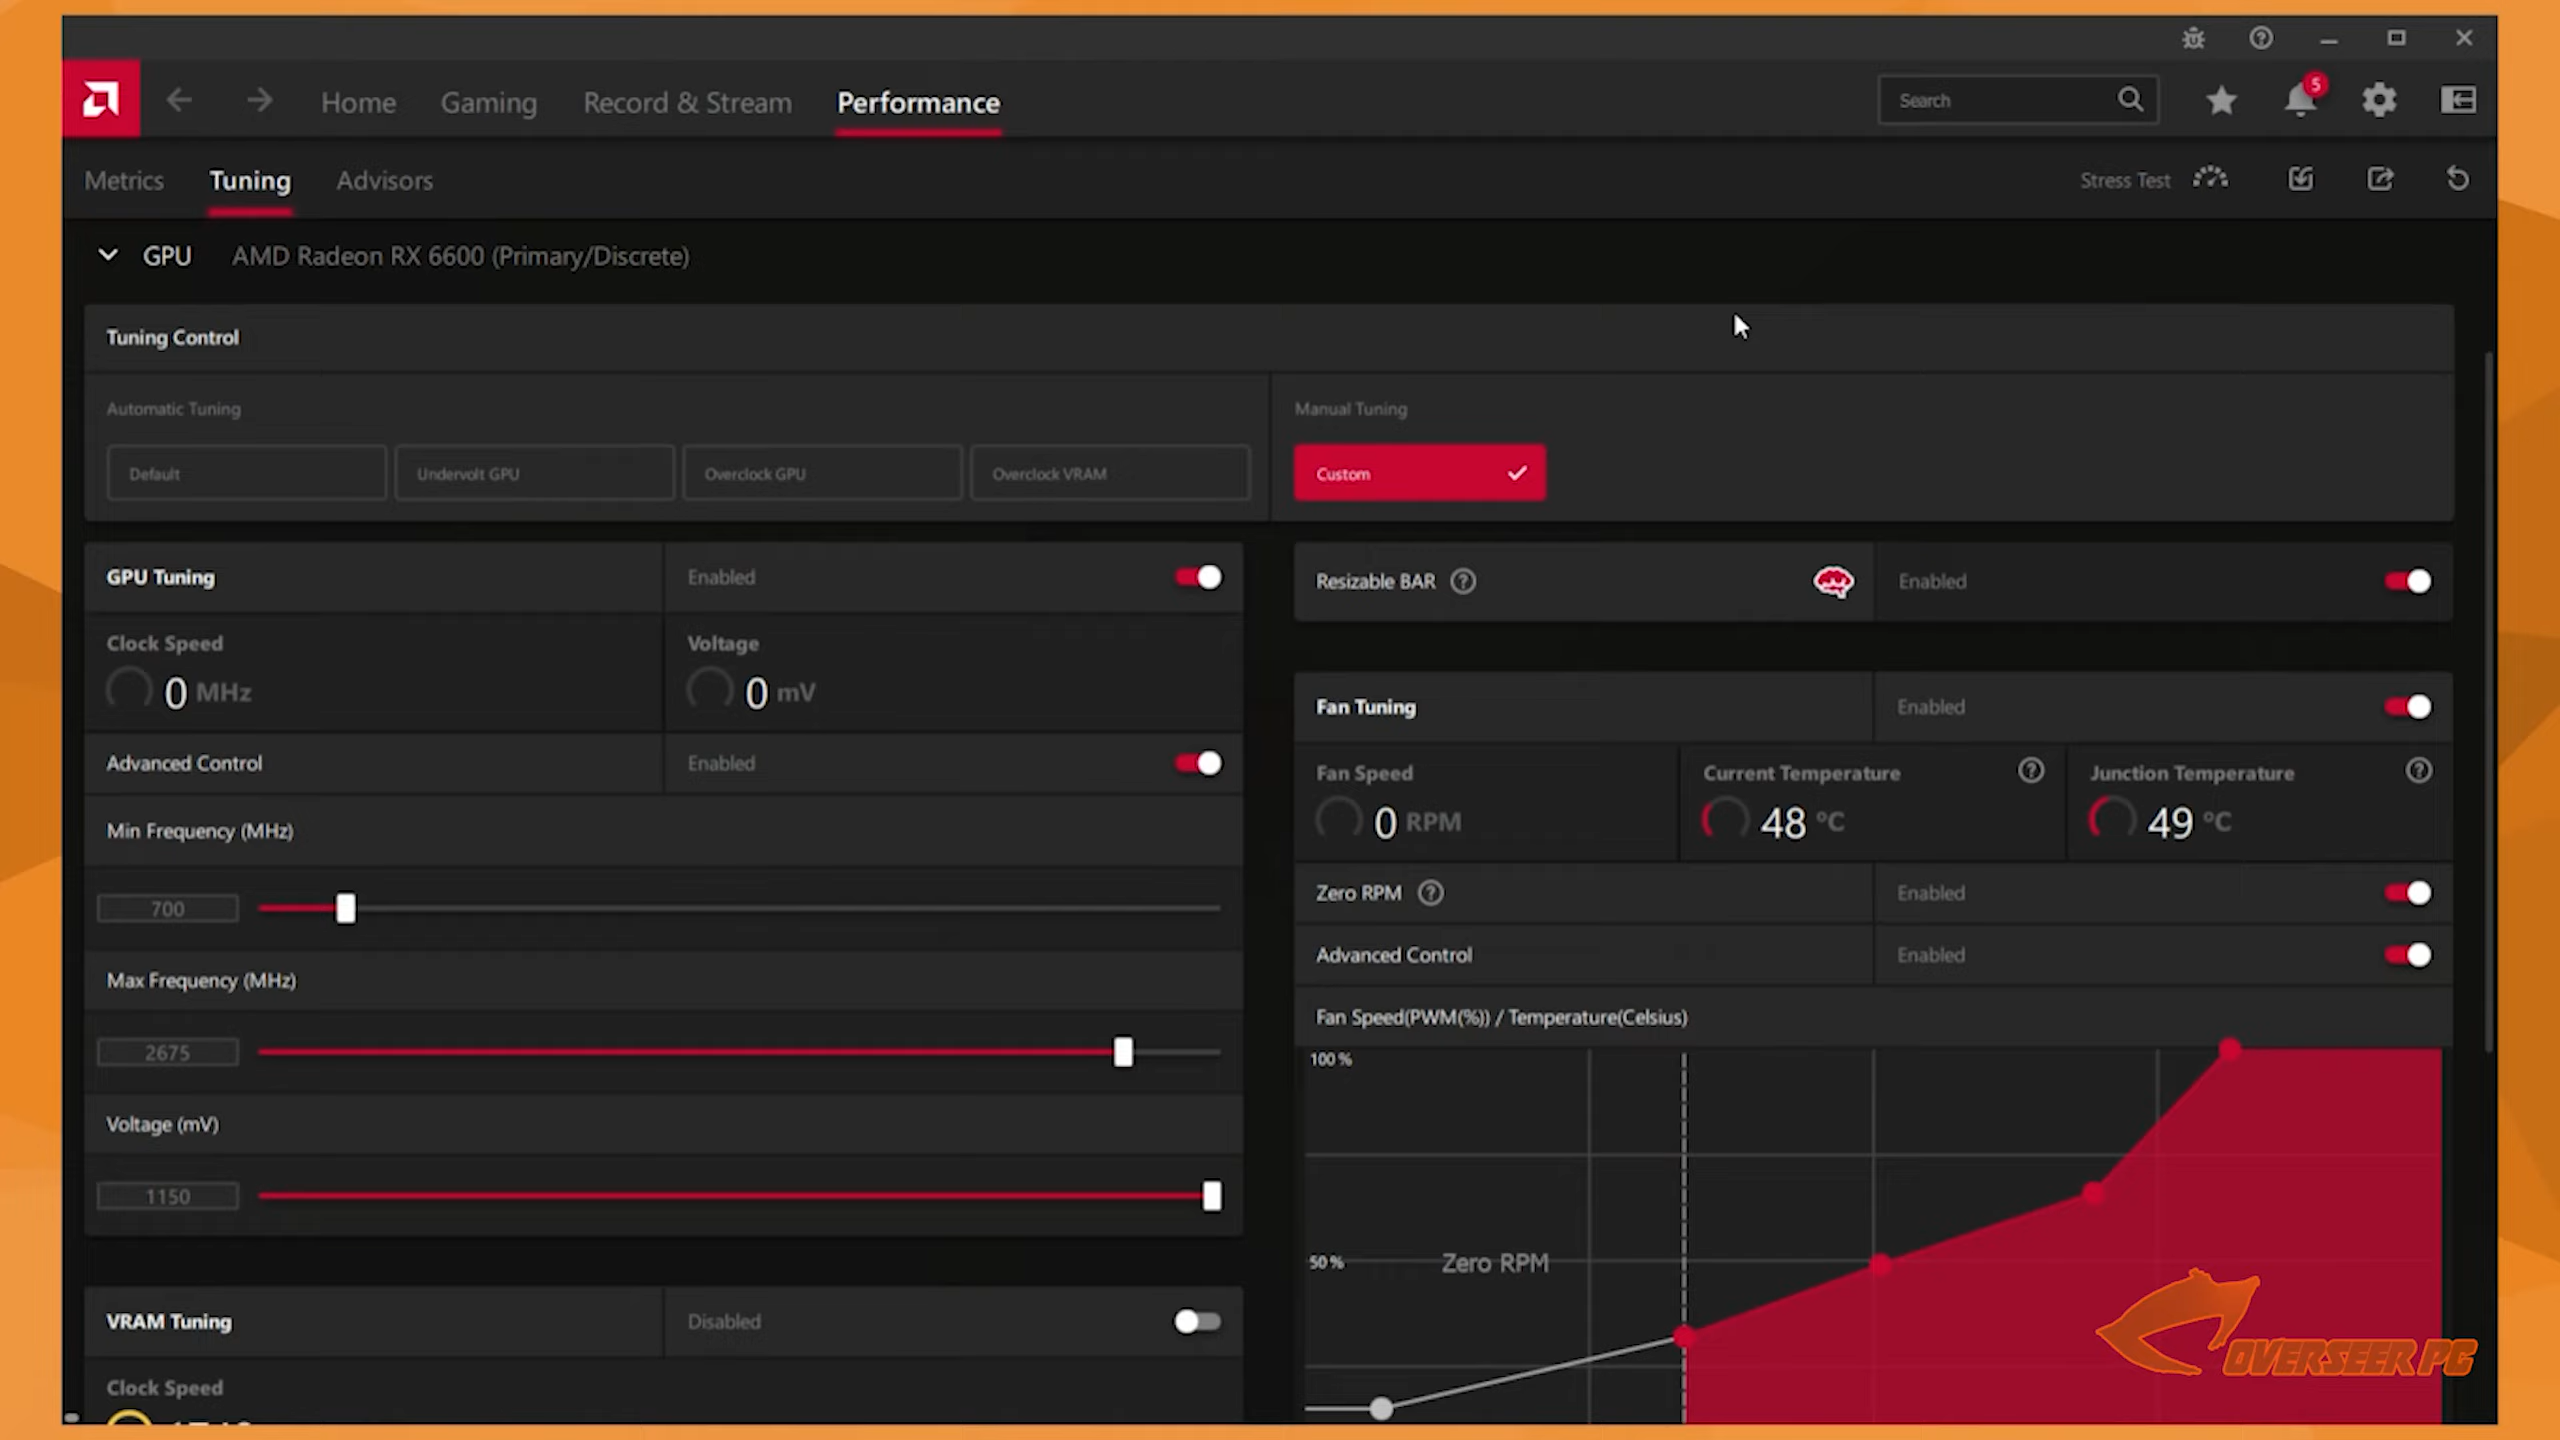 Home Gaming Record & Stream Performance Search 5
Metrics Tuning Advisors Stress Test
GPU AMD Radeon RX 6600 (Primary/Discrete)
Tuning Control
Automatic Tuning Manual Tuning
Default Undervolt GPU Overclock GPU Overclock VRAM Custom
GPU Tuning Enabled
Resizable BAR ? Enabled
Clock Speed Voltage
0 MHz 0 mV
Fan Tuning Enabled
Advanced Control Enabled
Fan Speed Current Temperature ? Junction Temperature ?
0 RPM 48 °C 49 °C
Min Frequency (MHz)
700
Zero RPM ? Enabled
Advanced Control Enabled
Max Frequency (MHz)
2675
Fan Speed(PWM(%)) / Temperature(Celsius)
100 %
Voltage (mV)
1150
50 % Zero RPM
VRAM Tuning Disabled
Clock Speed
OVERSEER PG